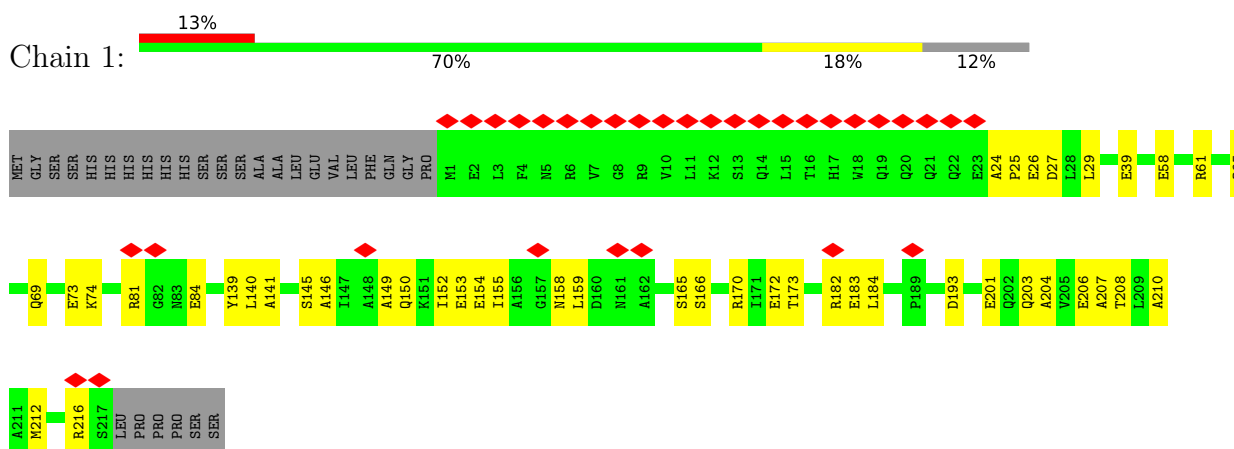 13%
Chain 1:
70% 18% 12%
MET GLY SER SER HIS HIS HIS HIS HIS HIS SER SER SER ALA ALA LEU GLU VAL LEU PHE GLN GLY PRO M1 E2 L3 F4 N5 R6 V7 G8 R9 V10 L11 K12 S13 Q14 L15 T16 H17 W18 Q19 Q20 Q21 Q22 E23 A24 P25 E26 D27 L28 L29 E39 E58 R61
Q69 E73 K74 R81 G82 N83 E84 Y139 L140 A141 S145 A146 I147 A148 A149 Q150 K151 I152 E153 E154 I155 A156 G157 N158 L159 D160 N161 A162 S165 S166 R170 I171 E172 T173 R182 E183 L184 P189 D193 E201 Q202 Q203 A204 V205 E206 A207 T208 L209 A210
A211 M212 R216 S217 LEU PRO PRO PRO SER SER